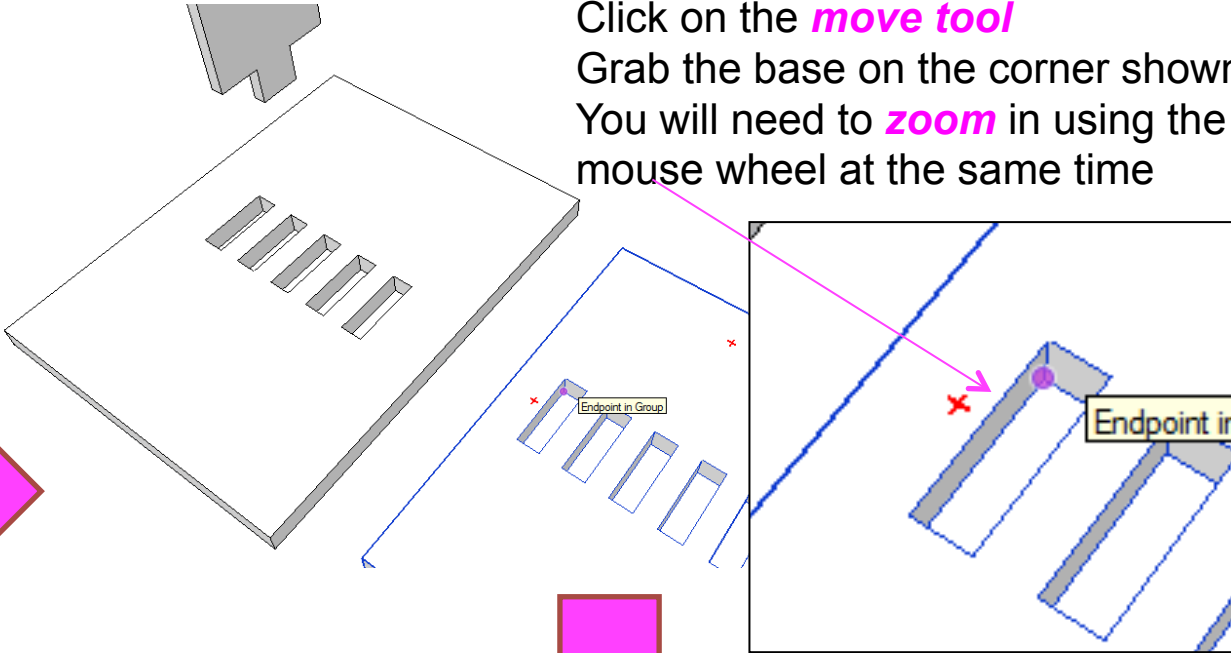 Click on the move tool
Grab the base on the corner shown
You will need to zoom in using the
mouse wheel at the same time
Endpoint in Group
Endpoint in